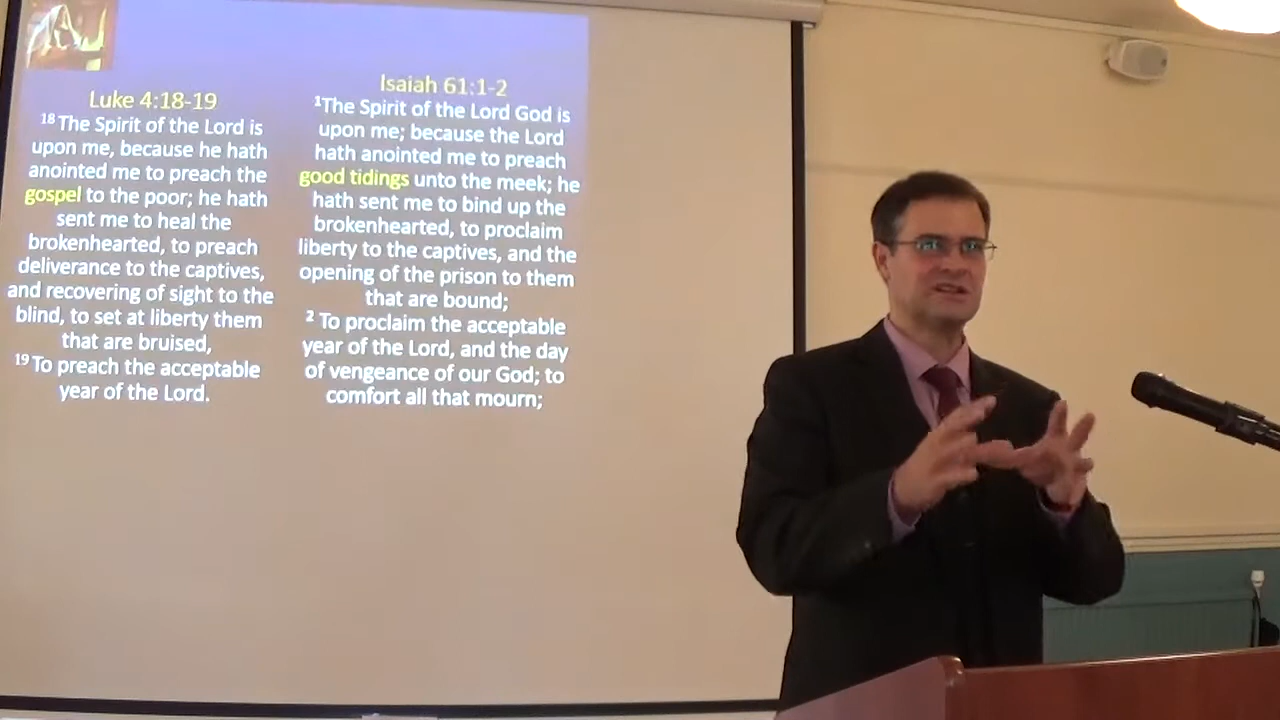 Luke 4:18-19
18 The Spirit of the Lord is
upon me, because he hath
anointed me to preach the
gospel to the poor; he hath
sent me to heal the
brokenhearted, to preach
deliverance to the captives,
and recovering of sight to the
blind, to set at liberty them
that are bruised,
19 To preach the acceptable
year of the Lord.
Isaiah 61:1-2
1The Spirit of the Lord God is
upon me; because the Lord
hath anointed me to preach
good tidings unto the meek; he
hath sent me to bind up the
brokenhearted, to proclaim
liberty to the captives, and the
opening of the prison to them
that are bound;
2 To proclaim the acceptable
year of the Lord, and the day
of vengeance of our God; to
comfort all that mourn;